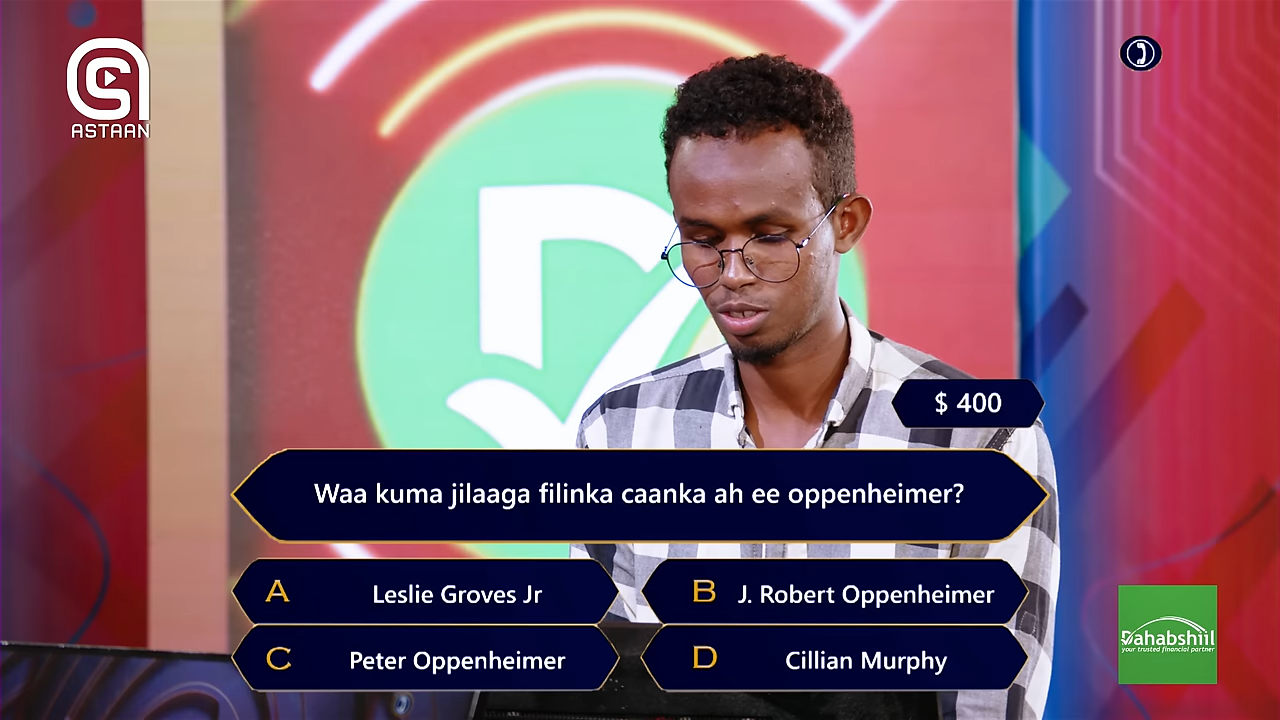 ASTAAN
$ 400
Waa kuma jilaaga filinka caanka ah ee oppenheimer?
A Leslie Groves Jr
B J. Robert Oppenheimer
C Peter Oppenheimer
D Cillian Murphy
Dahabshiil
your trusted financial partner